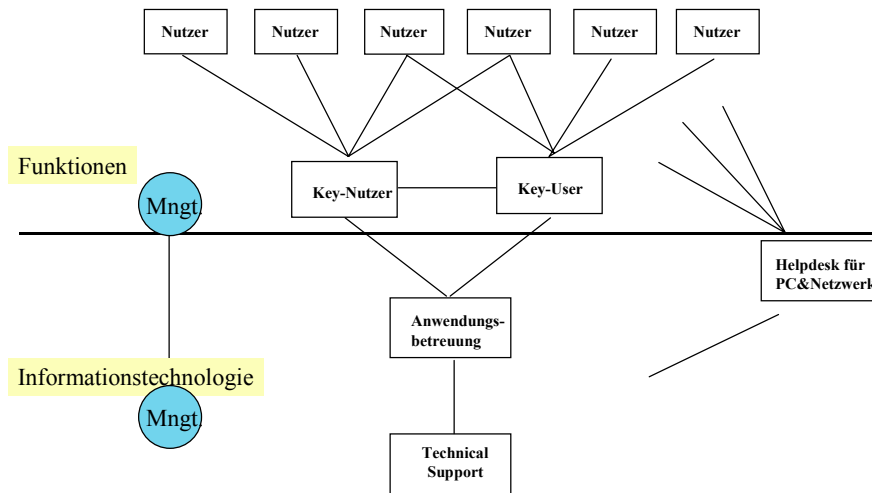 Nutzer
Nutzer
Nutzer
Nutzer
Nutzer
Nutzer
Funktionen
Mngt.
Key-Nutzer
Key-User
Helpdesk für
PC&Netzwerk
Anwendungs-
betreuung
Informationstechnologie
Mngt.
Technical
Support